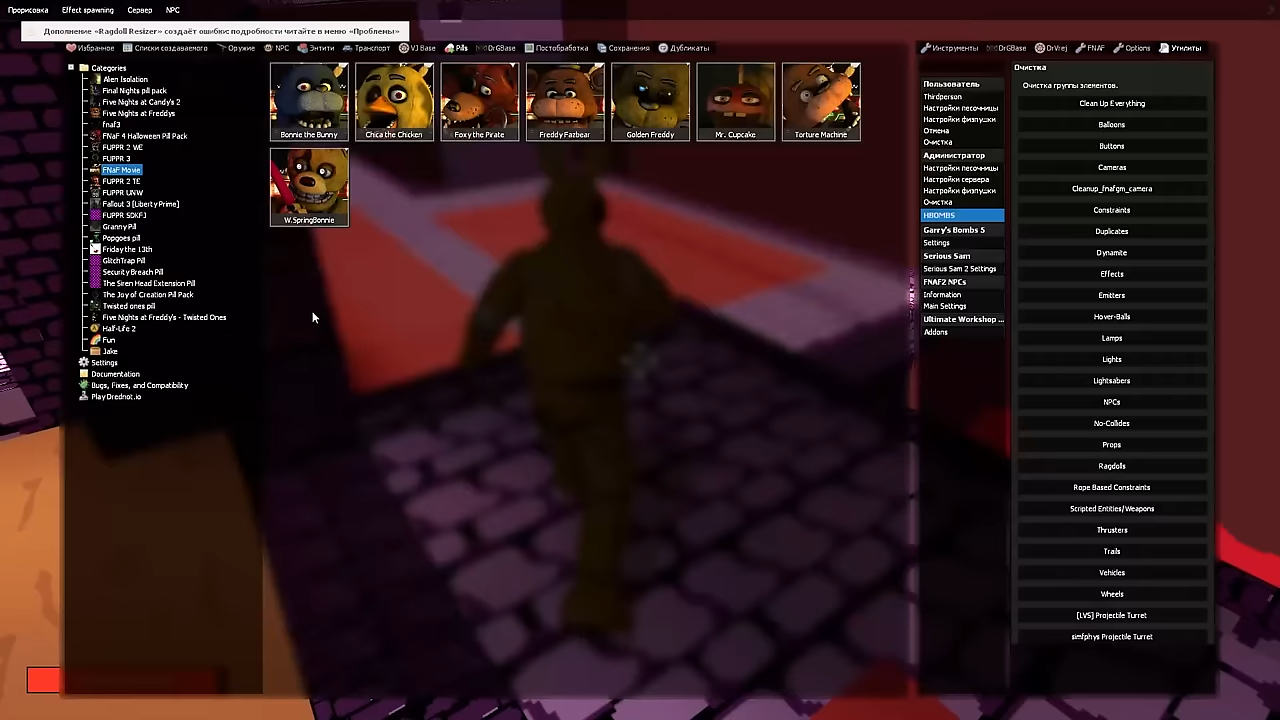 Прорисовка Effect spawning Сервер NPC
Дополнение «Ragdoll Resizer» создаёт ошибки: подробности читайте в меню «Проблемы»
Избранное Списки создаваемого Оружие NPC Энтити Транспорт VJ Base Pils DrGBase Постобработка Сохранения Дубликаты
Categories
Alen Isolation
Final Nights pill pack
Five Nights at Candy's 2
Five Nights at Freddys
fnaf3
FNAF 4 Halloween Pill Pack
FUPPR 2 WE
FUPPR 3
FNaF Movie
FUPPR 2 TE
FUPPR UNW
Fallout 3 [Liberty Prime]
FUPPR SDKFJ
Granny Pill
Popgoes pill
Friday the 13th
GlitchTrap Pill
Security Breach Pill
The Siren Head Extension Pill
The Joy of Creation Pill Pack
Twisted ones pill
Five Nights at Freddy's - Twisted Ones
Half-Life 2
Fun
Jake
Settings
Documentation
Bugs, Fixes, and Compatibility
Play Drednot.io
Bonnie the Bunny Chica the Chicken Foxy the Pirate Freddy Fazbear Golden Freddy Mr. Cupcake Torture Machine
W.SpringBonnie
Инструменты DrGBase DrVrej FNAF Options Утилиты
Пользователь
Thirdperson
Настройки песочницы
Настройки физпушки
Отмена
Очистка
Администратор
Настройки песочницы
Настройки сервера
Настройки физпушки
Очистка
HBOMBS
Garry's Bombs 5
Settings
Serious Sam
Serious Sam 2 Settings
FNAF2 NPCs
Information
Main Settings
Ultimate Workshop ...
Addons
Очистка
Очистка группы элементов.
Clean Up Everything
Balloons
Buttons
Cameras
Cleanup_fnafgm_camera
Constraints
Duplicates
Dynamite
Effects
Emitters
Hover-Balls
Lamps
Lights
Lightsabers
NPCs
No-Collides
Props
Ragdolls
Rope Based Constraints
Scripted Entities/Weapons
Thrusters
Trails
Vehicles
Wheels
[LVS] Projectile Turret
simfphys Projectile Turret